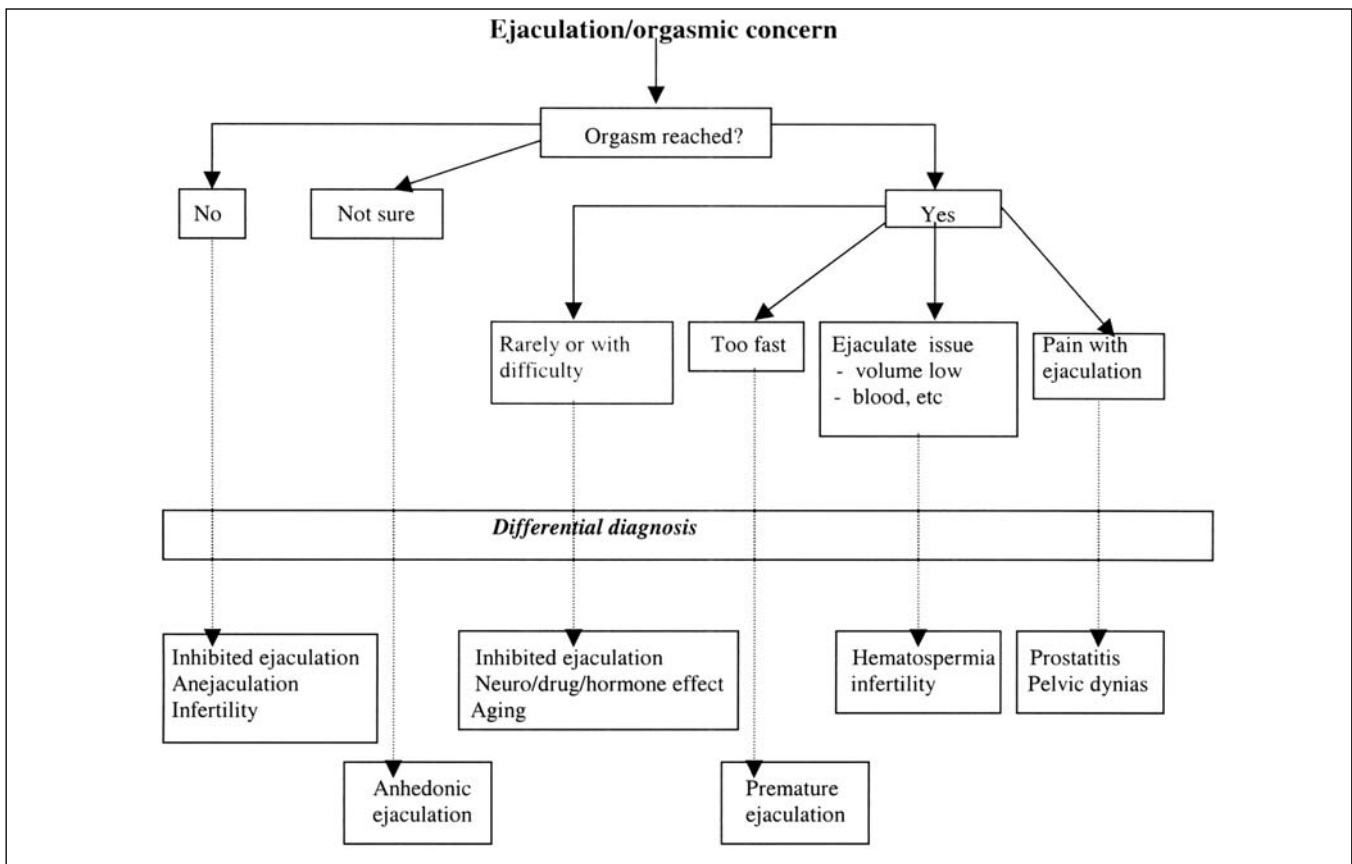 Ejaculation/orgasmic concern
Orgasm reached?
No
Not sure
Yes
Rarely or with
difficulty
Too fast
Ejaculate issue
- volume low
- blood, etc
Pain with
ejaculation
Differential diagnosis
Inhibited ejaculation
Anejaculation
Infertility
Inhibited ejaculation
Neuro/drug/hormone effect
Aging
Hematospermia
infertility
Prostatitis
Pelvic dynias
Anhedonic
ejaculation
Premature
ejaculation